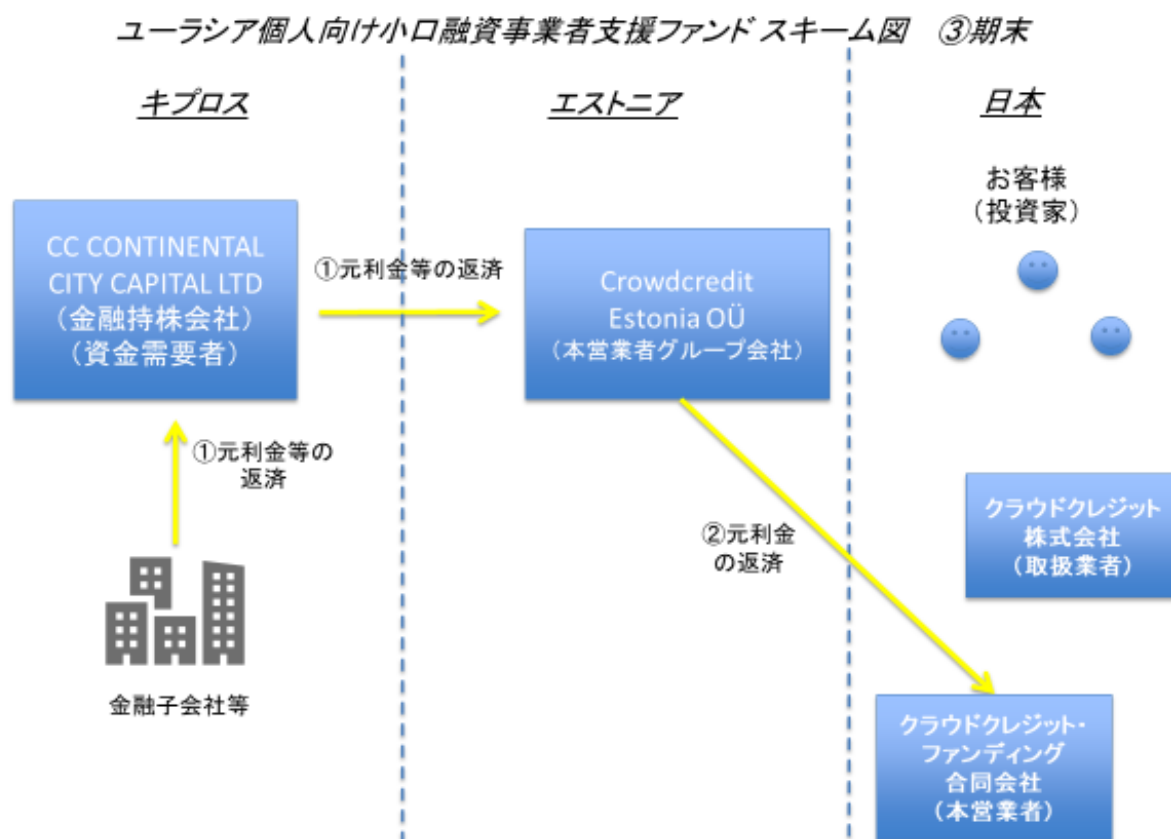 ユーラシア個人向け小口融資事業者支援ファンド スキーム図　③期末
キプロス
エストニア
日本
お客様
（投資家）
CC CONTINENTAL
CITY CAPITAL LTD
（金融持株会社）
（資金需要者）
①元利金等の返済
Crowdcredit
Estonia OÜ
（本営業者グループ会社）
①元利金等の
返済
②元利金
の返済
クラウドクレジット
株式会社
（取扱業者）
金融子会社等
クラウドクレジット・
ファンディング
合同会社
（本営業者）